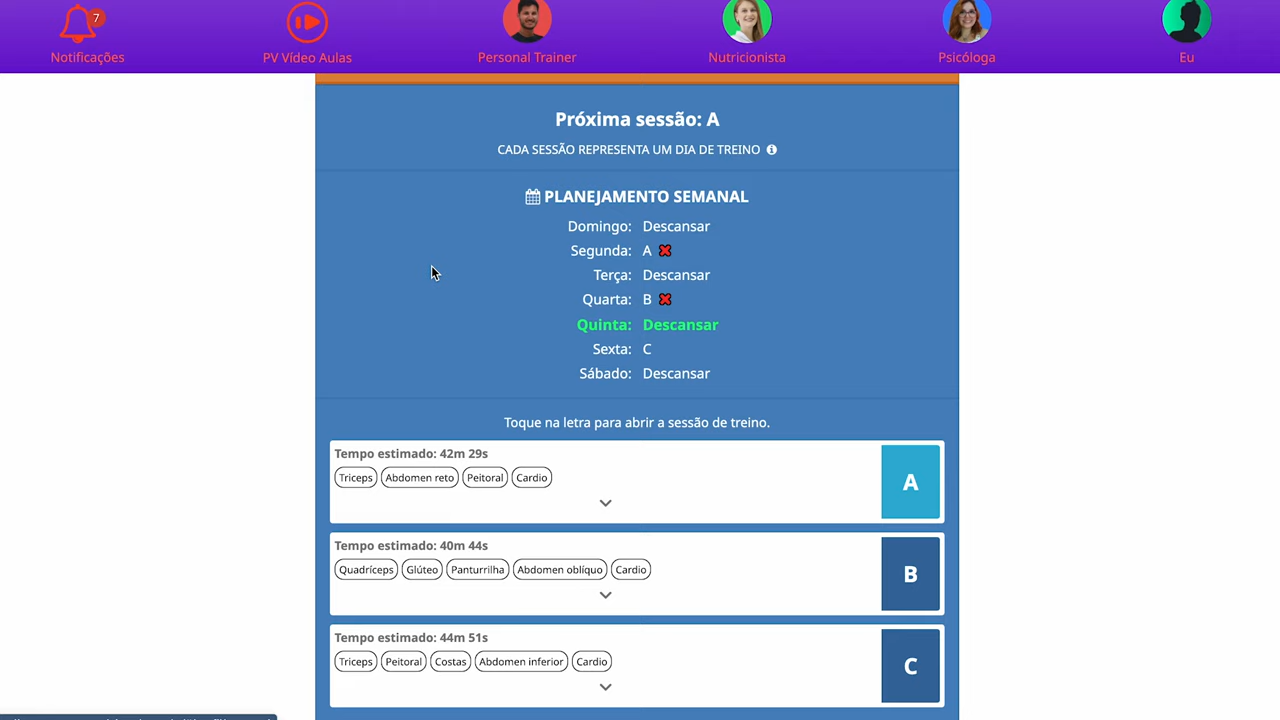 7
Notificações
PV Vídeo Aulas
Personal Trainer
Nutricionista
Psicóloga
Eu
Próxima sessão: A
CADA SESSÃO REPRESENTA UM DIA DE TREINO
PLANEJAMENTO SEMANAL
Domingo: Descansar
Segunda: A
Terça: Descansar
Quarta: B
Quinta: Descansar
Sexta: C
Sábado: Descansar
Toque na letra para abrir a sessão de treino.
Tempo estimado: 42m 29s
Triceps Abdomen reto Peitoral Cardio
A
Tempo estimado: 40m 44s
Quadríceps Glúteo Panturrilha Abdomen oblíquo Cardio
B
Tempo estimado: 44m 51s
Triceps Peitoral Costas Abdomen inferior Cardio
C